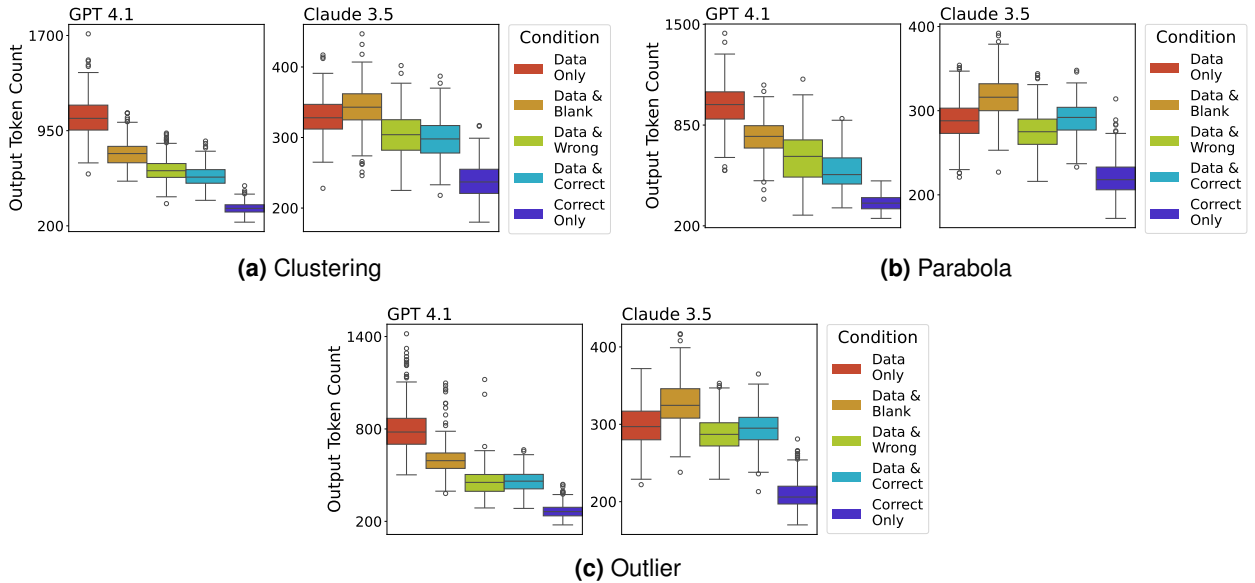 GPT 4.1
Claude 3.5
Output Token Count
1700
950
200
400
300
200
Condition
Data
Only
Data &
Blank
Data &
Wrong
Data &
Correct
Correct
Only
(a) Clustering
GPT 4.1
Claude 3.5
Output Token Count
1500
850
200
400
300
200
Condition
Data
Only
Data &
Blank
Data &
Wrong
Data &
Correct
Correct
Only
(b) Parabola
GPT 4.1
Claude 3.5
Output Token Count
1400
800
200
400
300
200
Condition
Data
Only
Data &
Blank
Data &
Wrong
Data &
Correct
Correct
Only
(c) Outlier